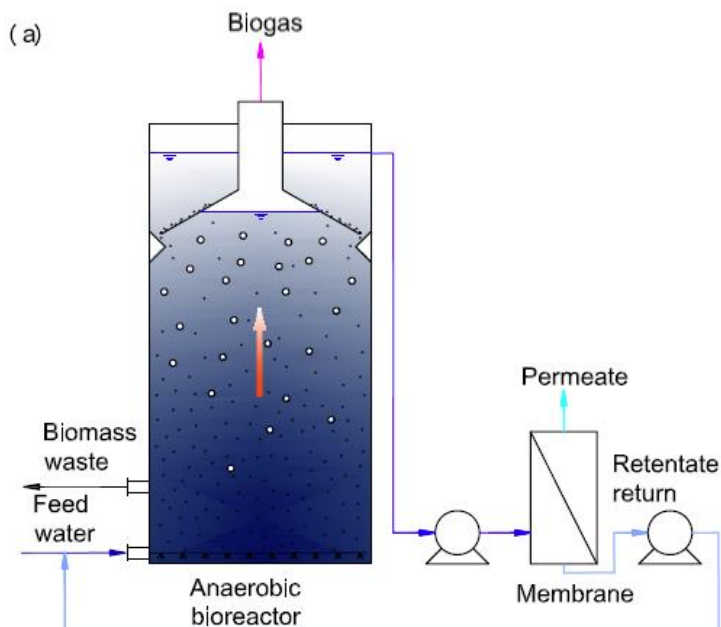 (a)
Biogas
Permeate
Biomass
waste
Retentate
return
Feed
water
Membrane
Anaerobic
bioreactor